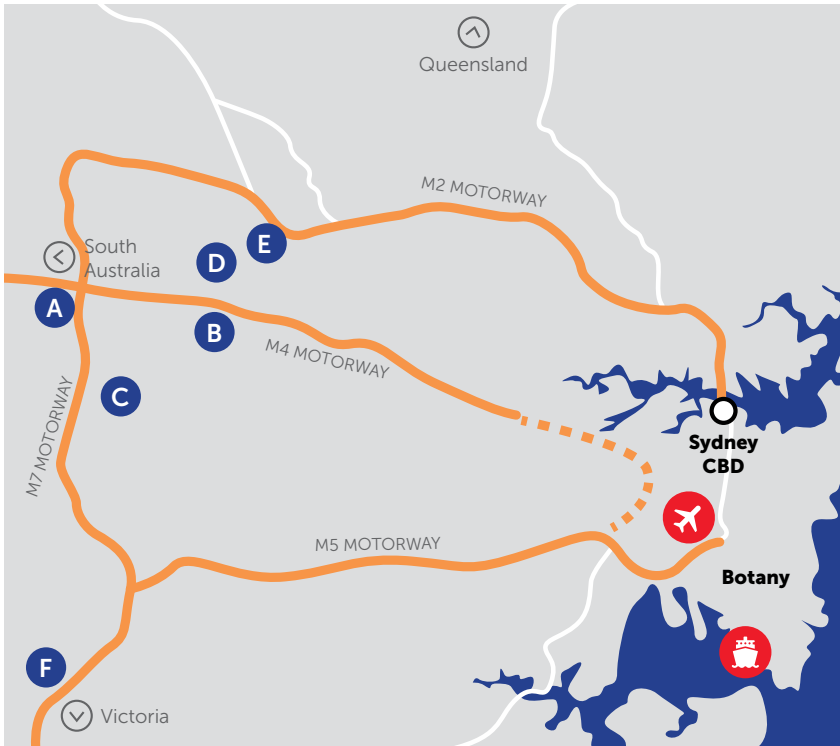 Queensland
M2 MOTORWAY
South
Australia
E
D
A
B
M4 MOTORWAY
C
M7 MOTORWAY
Sydney
CBD
M5 MOTORWAY
Botany
F
Victoria